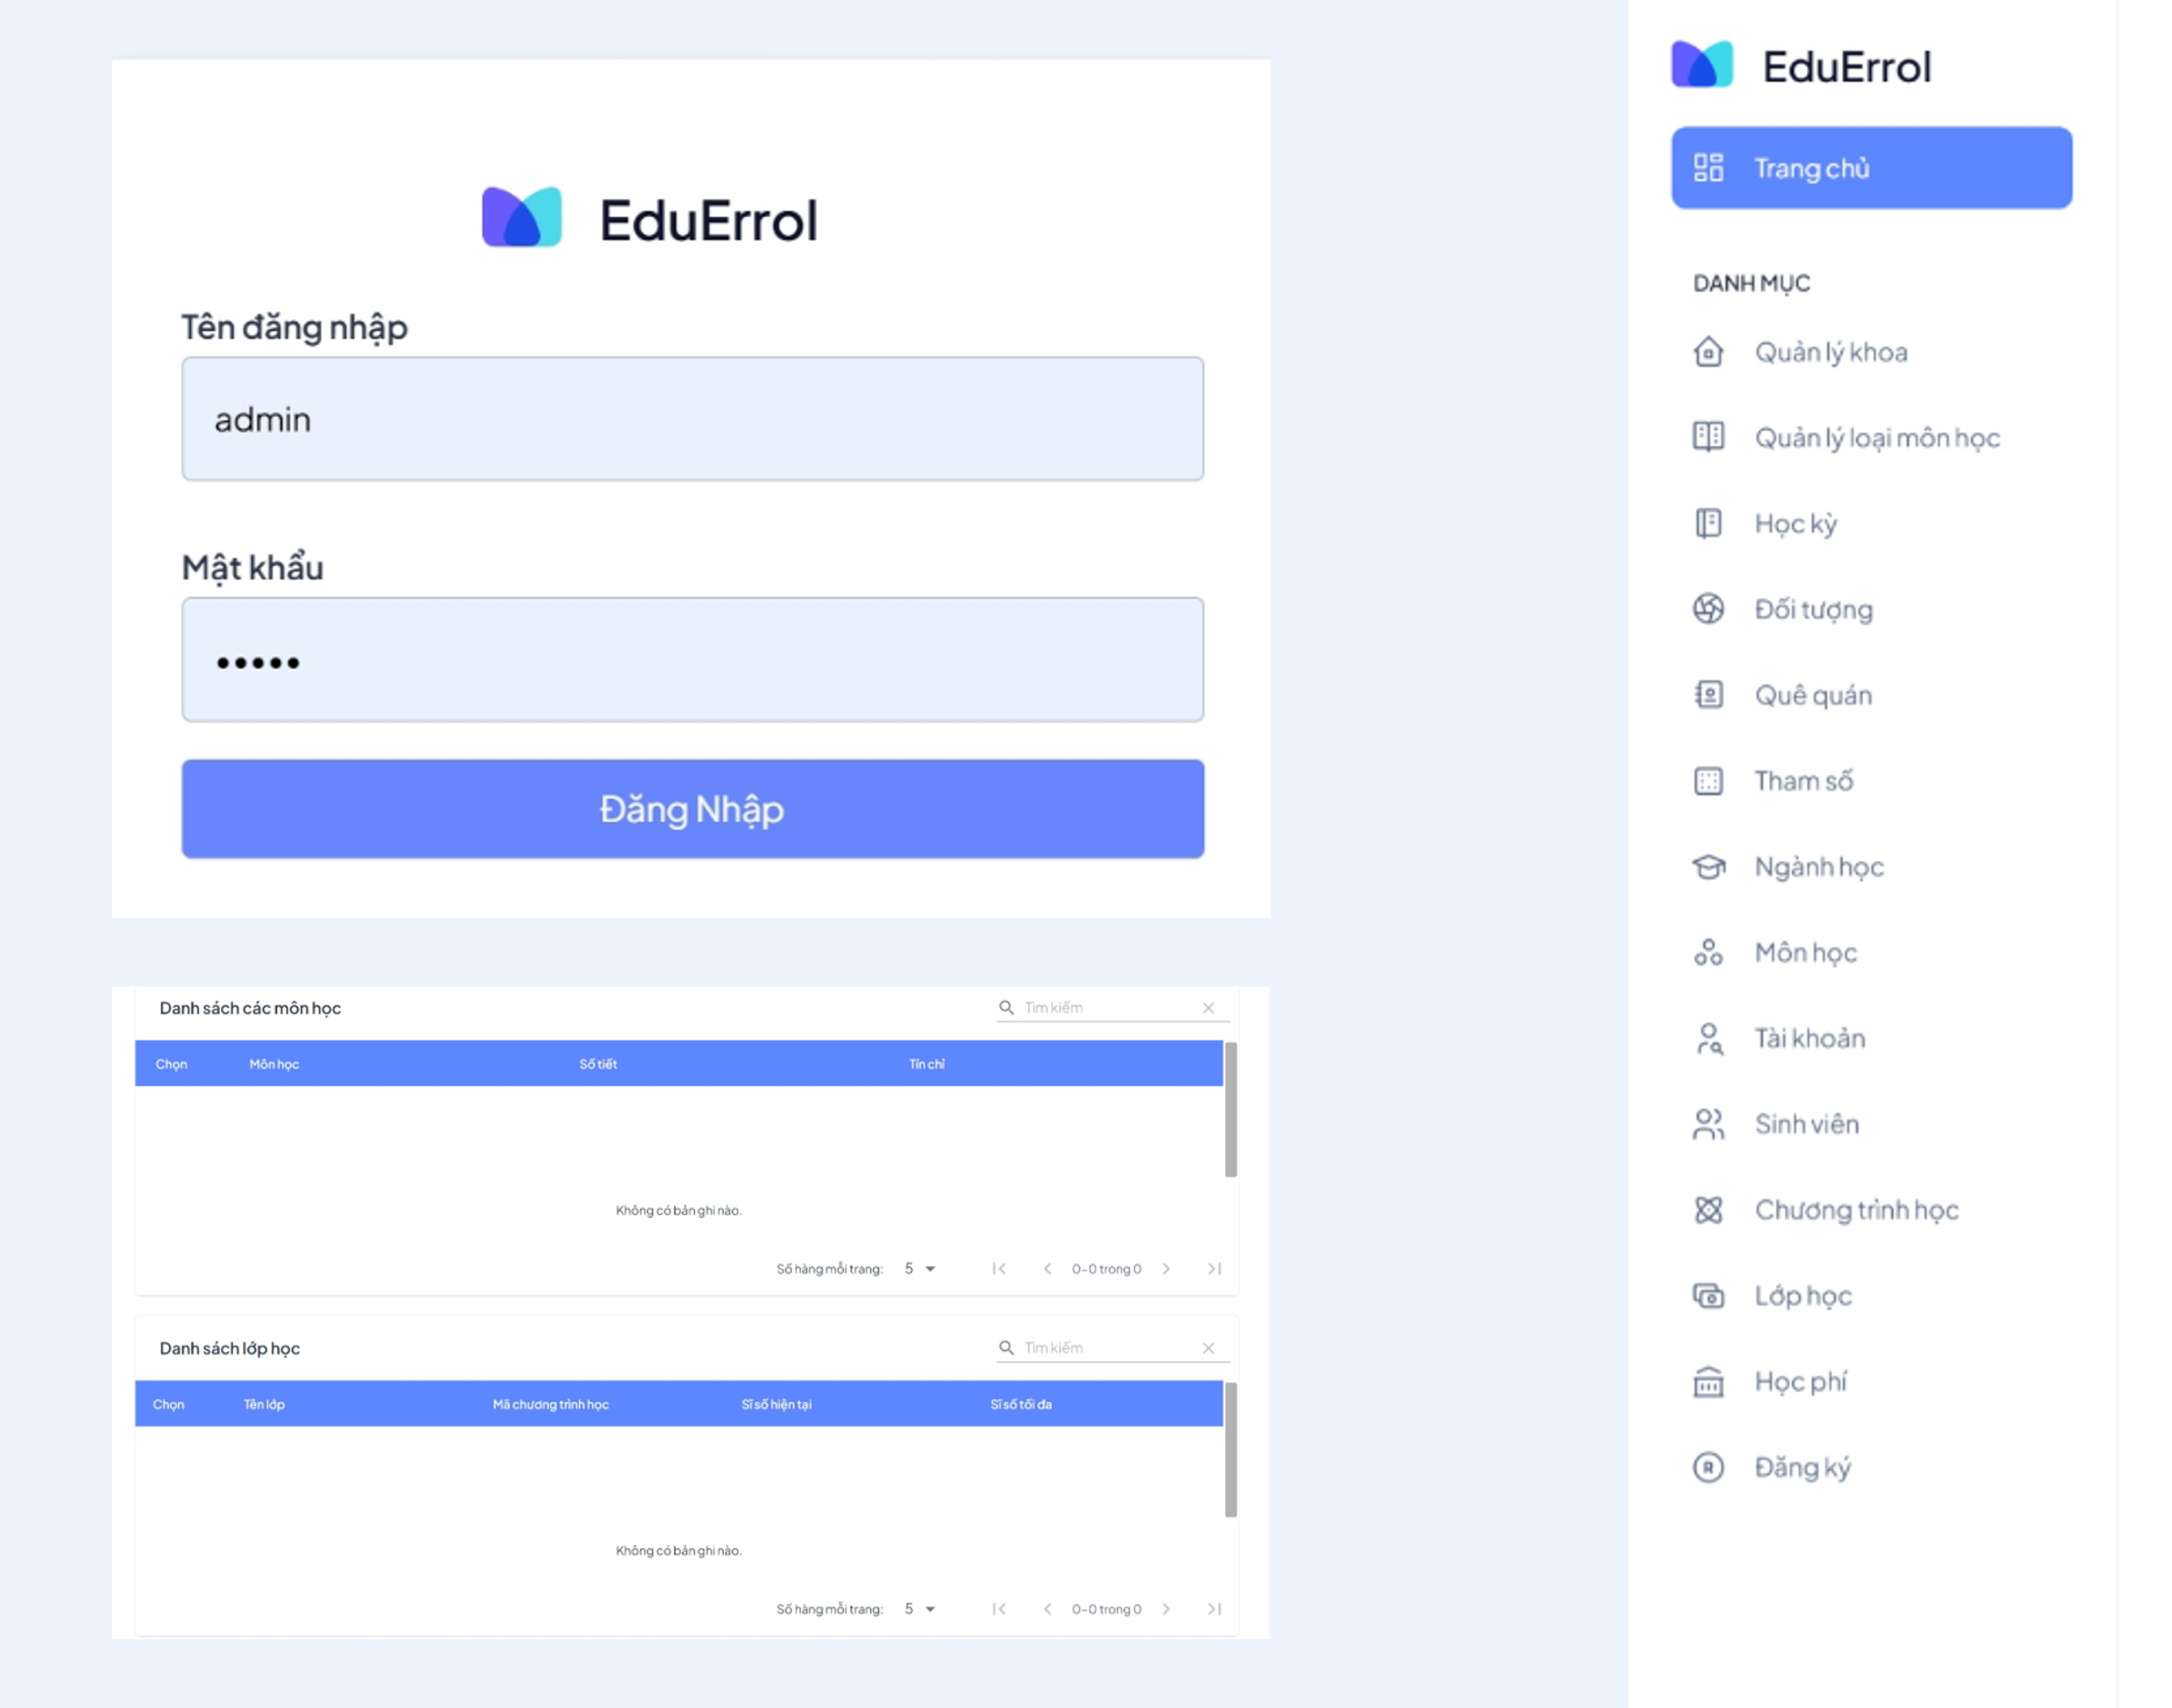 EduErrol
Tên đăng nhập
admin
Mật khẩu
•••••
Đăng Nhập
Danh sách các môn học
Tìm kiếm
Chọn Môn học Số tiết Tín chỉ
Không có bản ghi nào.
Số hàng mỗi trang: 5 0-0 trong 0
Danh sách lớp học
Tìm kiếm
Chọn Tên lớp Mã chương trình học Sĩ số hiện tại Sĩ số tối đa
Không có bản ghi nào.
Số hàng mỗi trang: 5 0-0 trong 0
EduErrol
Trang chủ
DANH MỤC
Quản lý khoa
Quản lý loại môn học
Học kỳ
Đối tượng
Quê quán
Tham số
Ngành học
Môn học
Tài khoản
Sinh viên
Chương trình học
Lớp học
Học phí
Đăng ký